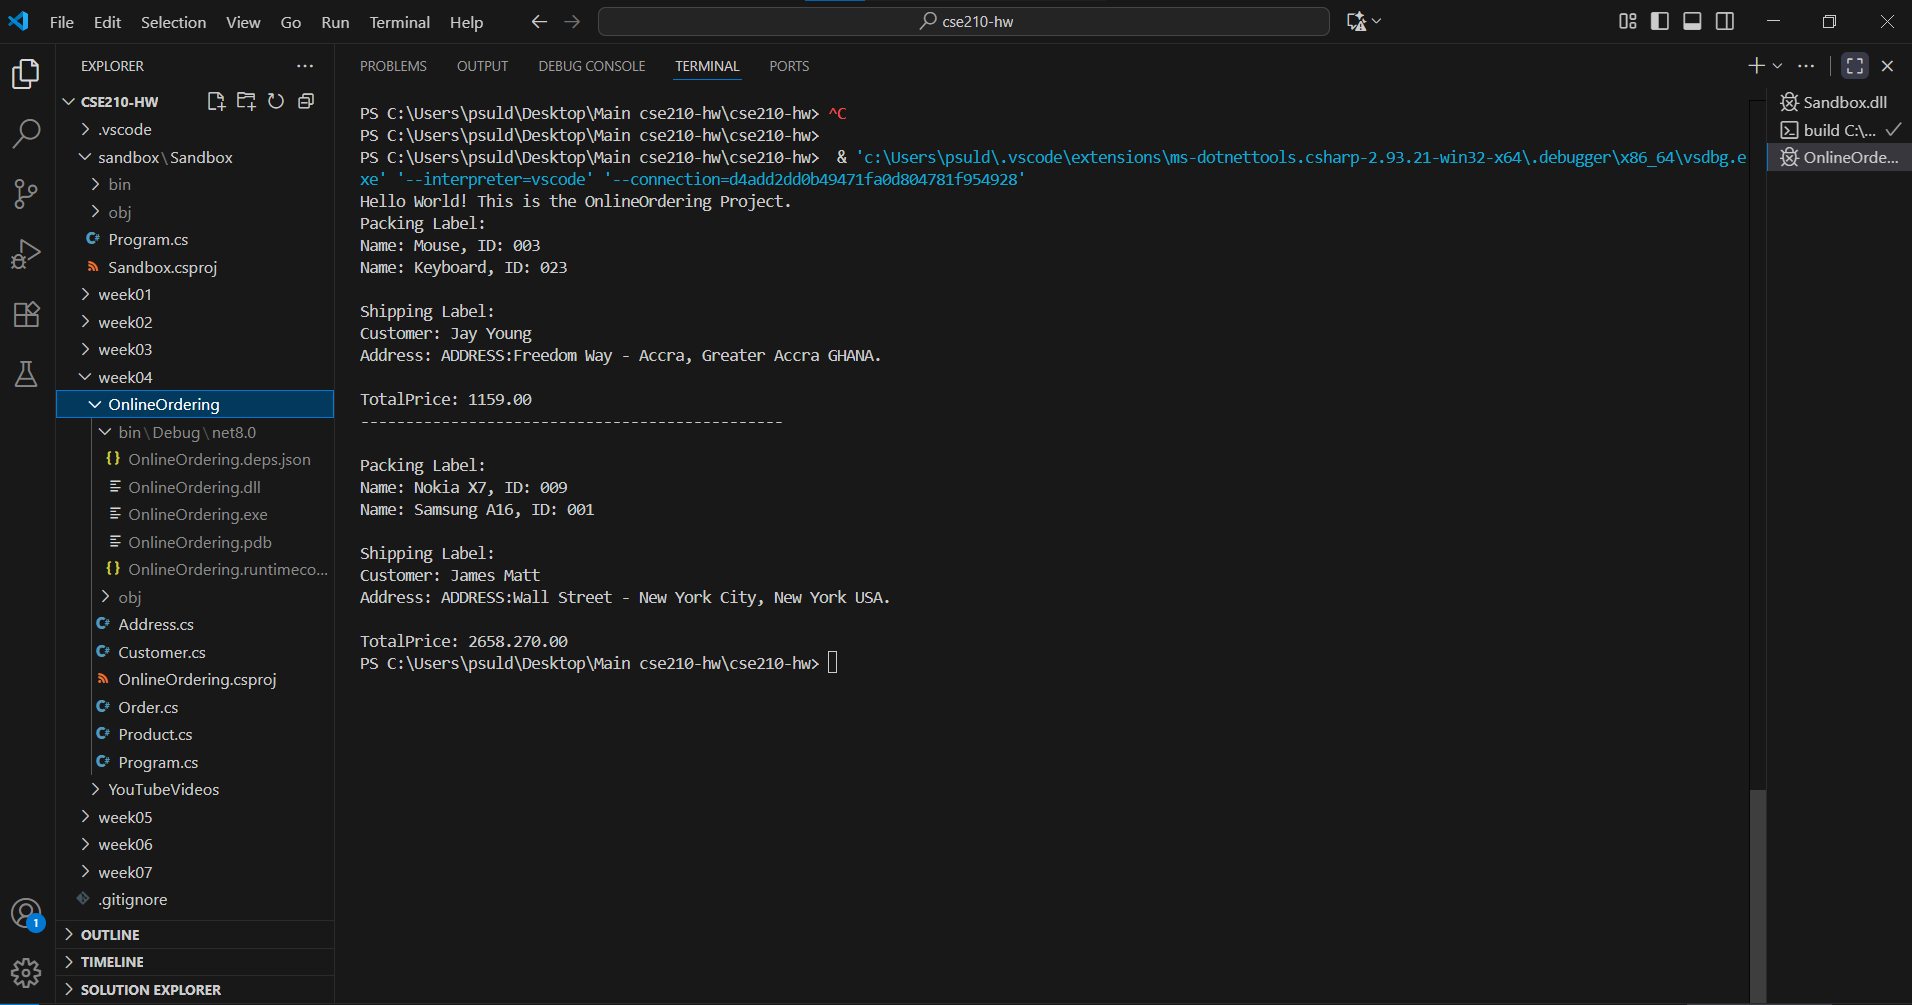 File Edit Selection View Go Run Terminal Help
cse210-hw
EXPLORER
CSE210-HW
.vscode
sandbox\Sandbox
bin
obj
Program.cs
Sandbox.csproj
week01
week02
week03
week04
OnlineOrdering
bin\Debug\net8.0
OnlineOrdering.deps.json
OnlineOrdering.dll
OnlineOrdering.exe
OnlineOrdering.pdb
OnlineOrdering.runtimeco...
obj
Address.cs
Customer.cs
OnlineOrdering.csproj
Order.cs
Product.cs
Program.cs
YouTubeVideos
week05
week06
week07
.gitignore
OUTLINE
TIMELINE
SOLUTION EXPLORER
1
PROBLEMS OUTPUT DEBUG CONSOLE TERMINAL PORTS
PS C:\Users\psuld\Desktop\Main cse210-hw\cse210-hw> ^C
PS C:\Users\psuld\Desktop\Main cse210-hw\cse210-hw>
PS C:\Users\psuld\Desktop\Main cse210-hw\cse210-hw>  & 'c:\Users\psuld\.vscode\extensions\ms-dotnettools.csharp-2.93.21-win32-x64\.debugger\x86_64\vsdbg.e
xe' '--interpreter=vscode' '--connection=d4add2dd0b49471fa0d804781f954928'
Hello World! This is the OnlineOrdering Project.
Packing Label:
Name: Mouse, ID: 003
Name: Keyboard, ID: 023
Shipping Label:
Customer: Jay Young
Address: ADDRESS:Freedom Way - Accra, Greater Accra GHANA.
TotalPrice: 1159.00
-----------------------------------------------
Packing Label:
Name: Nokia X7, ID: 009
Name: Samsung A16, ID: 001
Shipping Label:
Customer: James Matt
Address: ADDRESS:Wall Street - New York City, New York USA.
TotalPrice: 2658.270.00
PS C:\Users\psuld\Desktop\Main cse210-hw\cse210-hw>
Sandbox.dll
build C:\...
OnlineOrde...